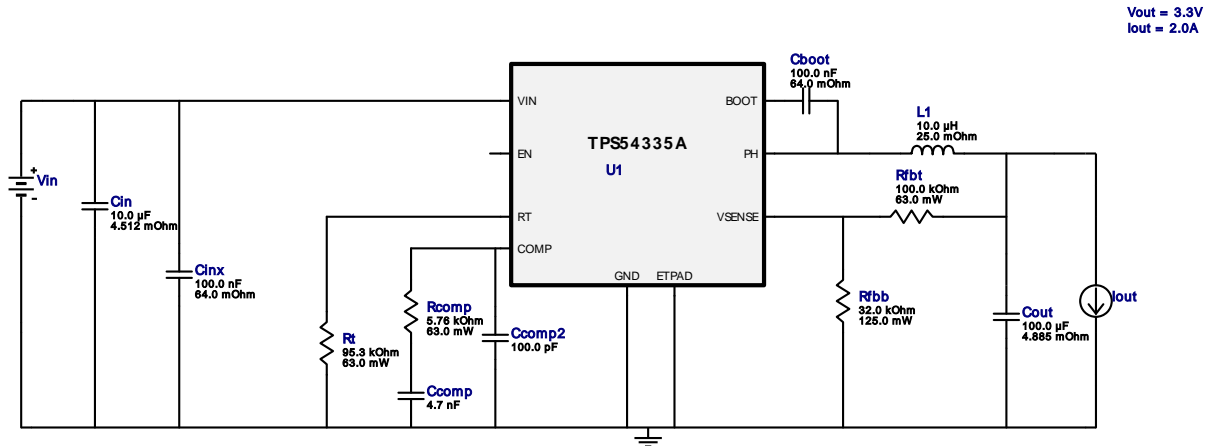 Vout = 3.3V
Iout = 2.0A
Cboot
100.0 nF
64.0 mOhm
VIN
BOOT
TPS54335A
U1
EN
PH
L1
10.0 µH
25.0 mOhm
Vin
+
-
Cin
10.0 µF
4.512 mOhm
Rfbt
100.0 kOhm
63.0 mW
RT
VSENSE
COMP
Cinx
100.0 nF
64.0 mOhm
GND
ETPAD
Rcomp
5.76 kOhm
63.0 mW
Rfbb
32.0 kOhm
125.0 mW
Iout
Cout
100.0 µF
4.885 mOhm
Rt
95.3 kOhm
63.0 mW
Ccomp2
100.0 pF
Ccomp
4.7 nF